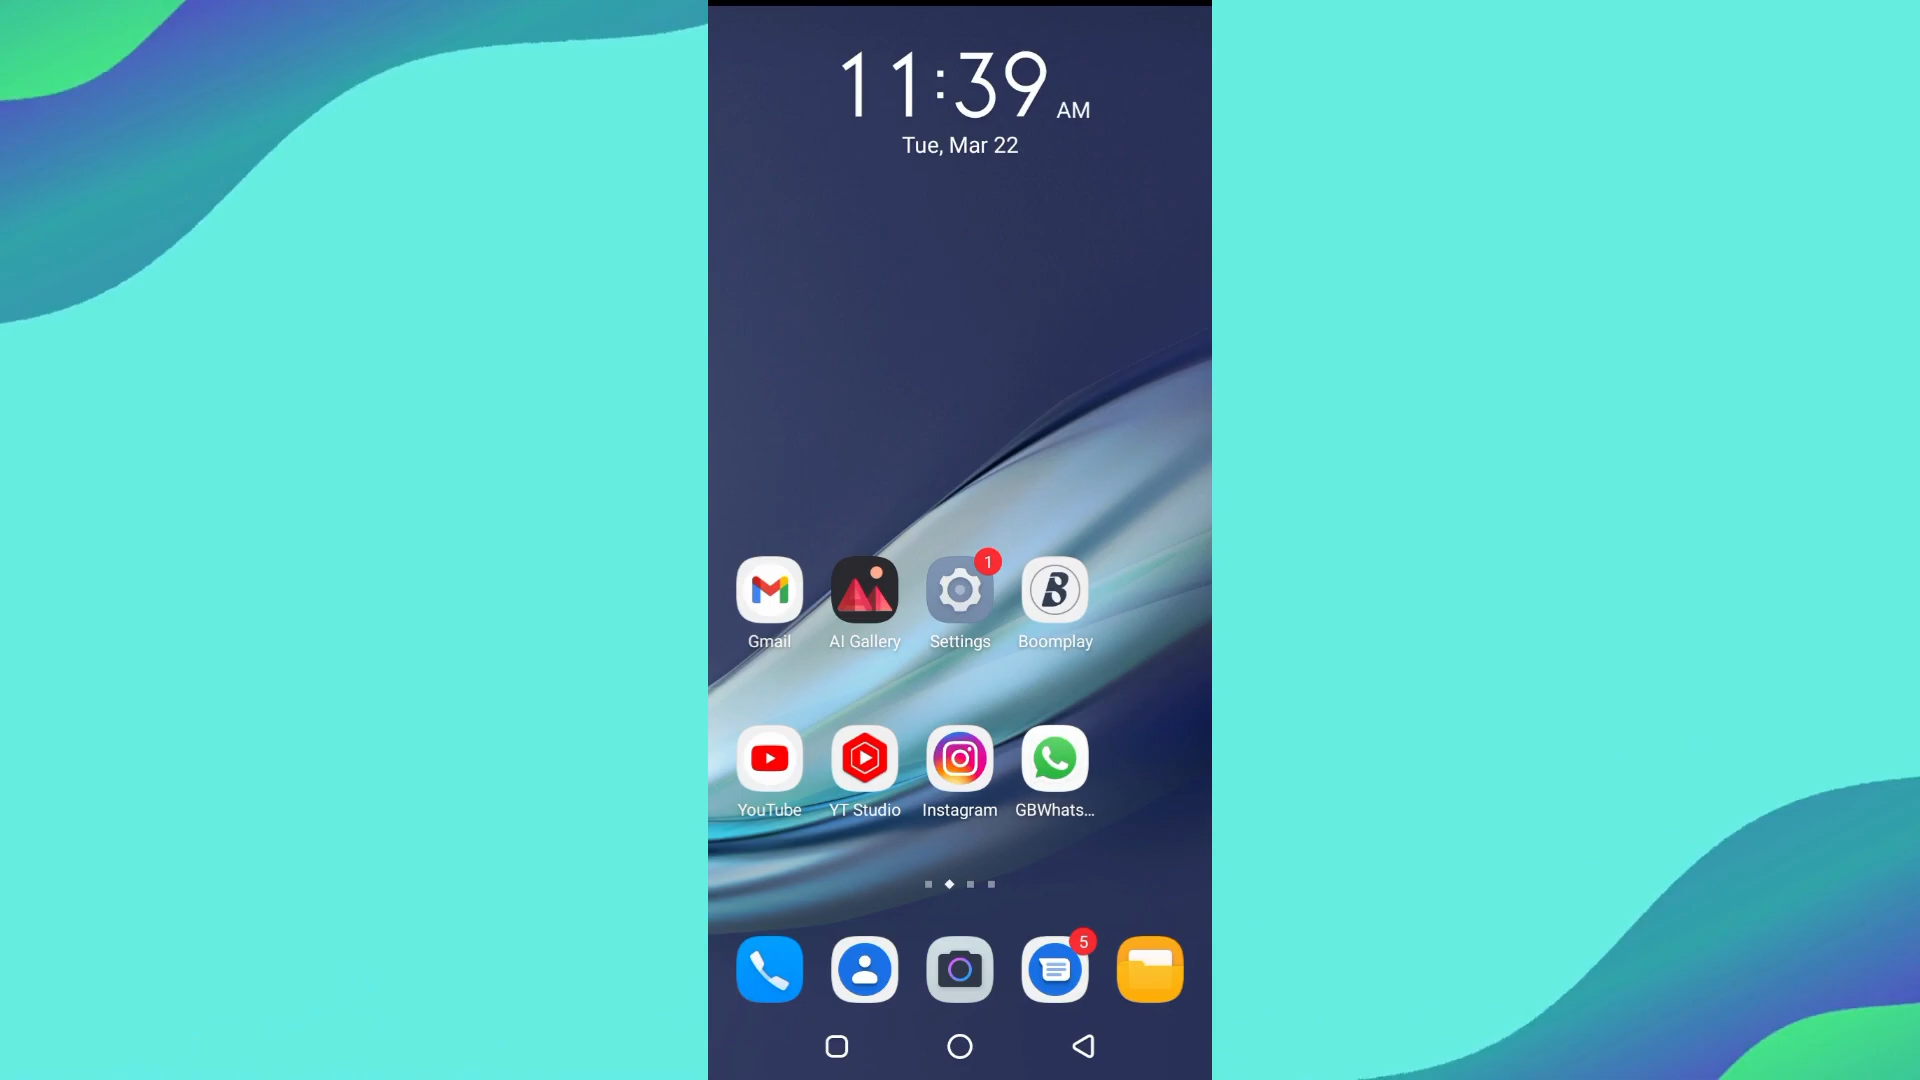 11:39 AM
Tue, Mar 22
1
Gmail
AI Gallery
Settings
Boomplay
YouTube
YT Studio
Instagram
GBWhats...
5